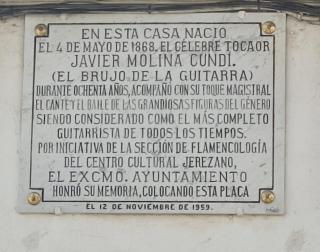 EN ESTA CASA NACIO
EL 4 DE MAYO DE 1868, EL CÉLEBRE TOCAOR
JAVIER MOLINA CUNDI.
(EL BRUJO DE LA GUITARRA)
DURANTE OCHENTA AÑOS, ACOMPAÑO CON SU TOQUE MAGISTRAL
EL CANTE Y EL BAILE DE LAS GRANDIOSAS FIGURAS DEL GÉNERO
SIENDO CONSIDERADO COMO EL MÁS COMPLETO
GUITARRISTA DE TODOS LOS TIEMPOS.
POR INICIATIVA DE LA SECCIÓN DE FLAMENCOLOGÍA
DEL CENTRO CULTURAL JEREZANO,
EL EXCMO. AYUNTAMIENTO
HONRÓ SU MEMORIA, COLOCANDO ESTA PLACA
EL 12 DE NOVIEMBRE DE 1959.